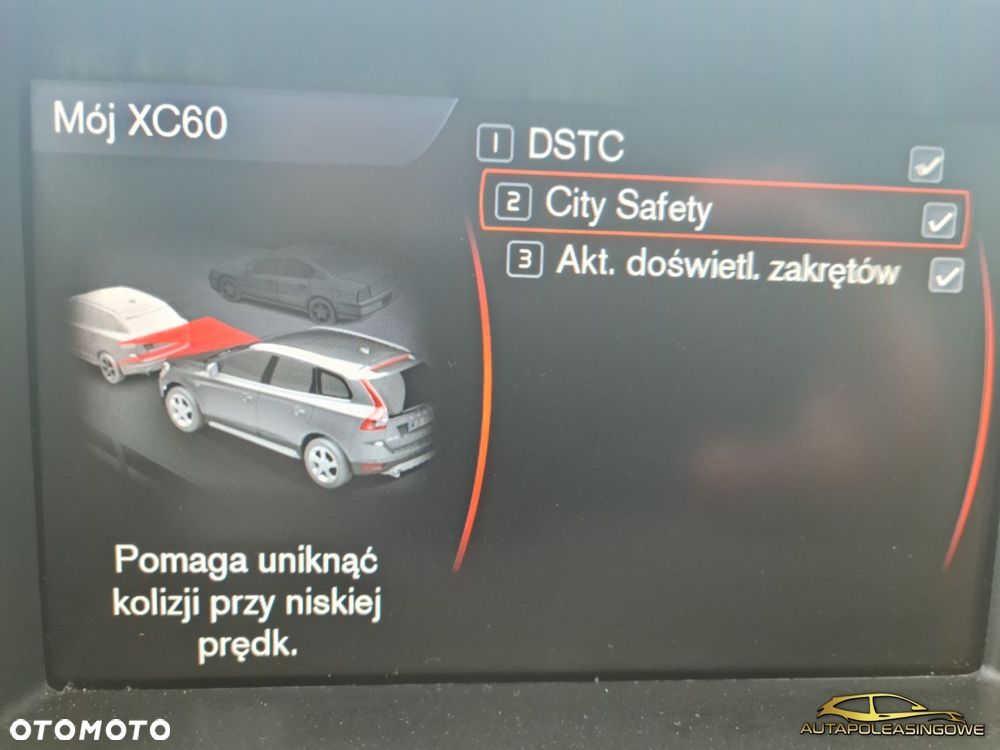 Mój XC60
1 DSTC
2 City Safety
3 Akt. doświetl. zakrętów
Pomaga uniknąć
kolizji przy niskiej
prędk.
OTOMOTO
AUTAPOLEASINGOWE